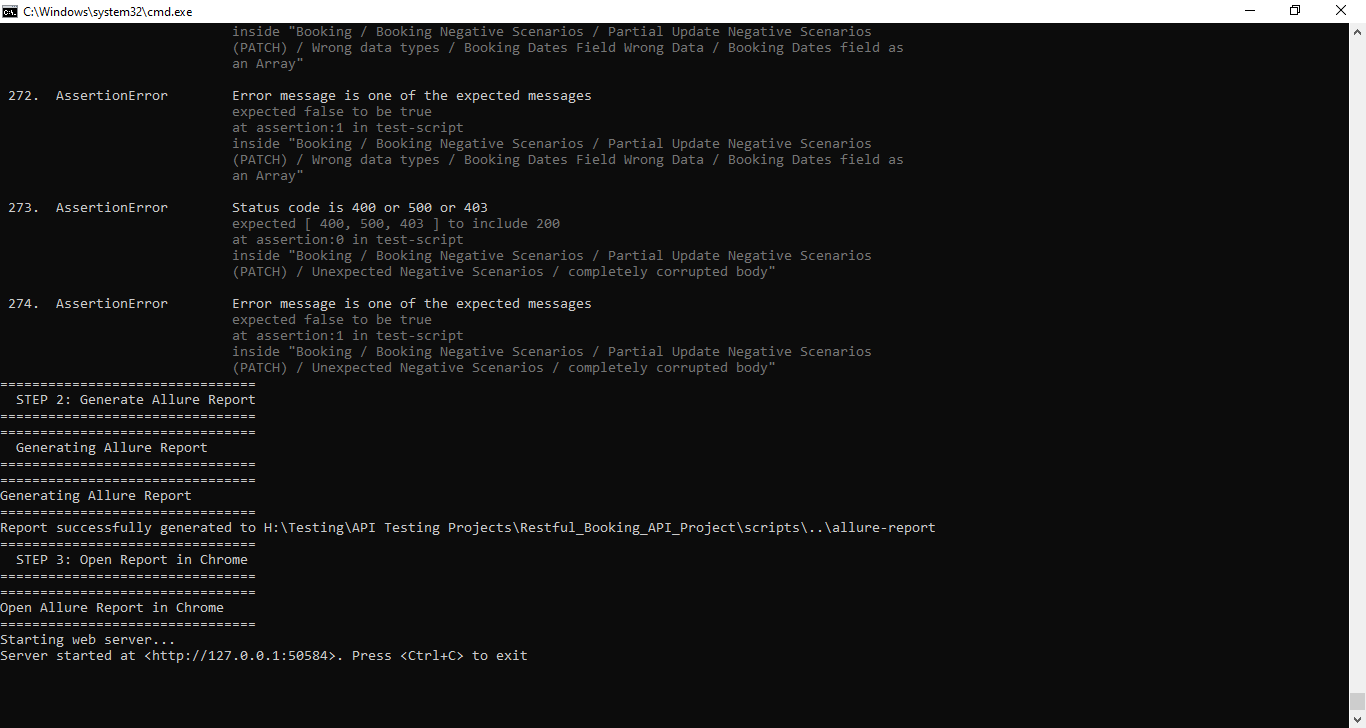 C:\Windows\system32\cmd.exe
inside "Booking / Booking Negative Scenarios / Partial Update Negative Scenarios
(PATCH) / Wrong data types / Booking Dates Field Wrong Data / Booking Dates field as
an Array"
272. AssertionError Error message is one of the expected messages
expected false to be true
at assertion:1 in test-script
inside "Booking / Booking Negative Scenarios / Partial Update Negative Scenarios
(PATCH) / Wrong data types / Booking Dates Field Wrong Data / Booking Dates field as
an Array"
273. AssertionError Status code is 400 or 500 or 403
expected [ 400, 500, 403 ] to include 200
at assertion:0 in test-script
inside "Booking / Booking Negative Scenarios / Partial Update Negative Scenarios
(PATCH) / Unexpected Negative Scenarios / completely corrupted body"
274. AssertionError Error message is one of the expected messages
expected false to be true
at assertion:1 in test-script
inside "Booking / Booking Negative Scenarios / Partial Update Negative Scenarios
(PATCH) / Unexpected Negative Scenarios / completely corrupted body"
================================
STEP 2: Generate Allure Report
================================
================================
Generating Allure Report
================================
================================
Generating Allure Report
================================
Report successfully generated to H:\Testing\API Testing Projects\Restful_Booking_API_Project\scripts\..\allure-report
================================
STEP 3: Open Report in Chrome
================================
================================
Open Allure Report in Chrome
================================
Starting web server...
Server started at <http://127.0.0.1:50584>. Press <Ctrl+C> to exit